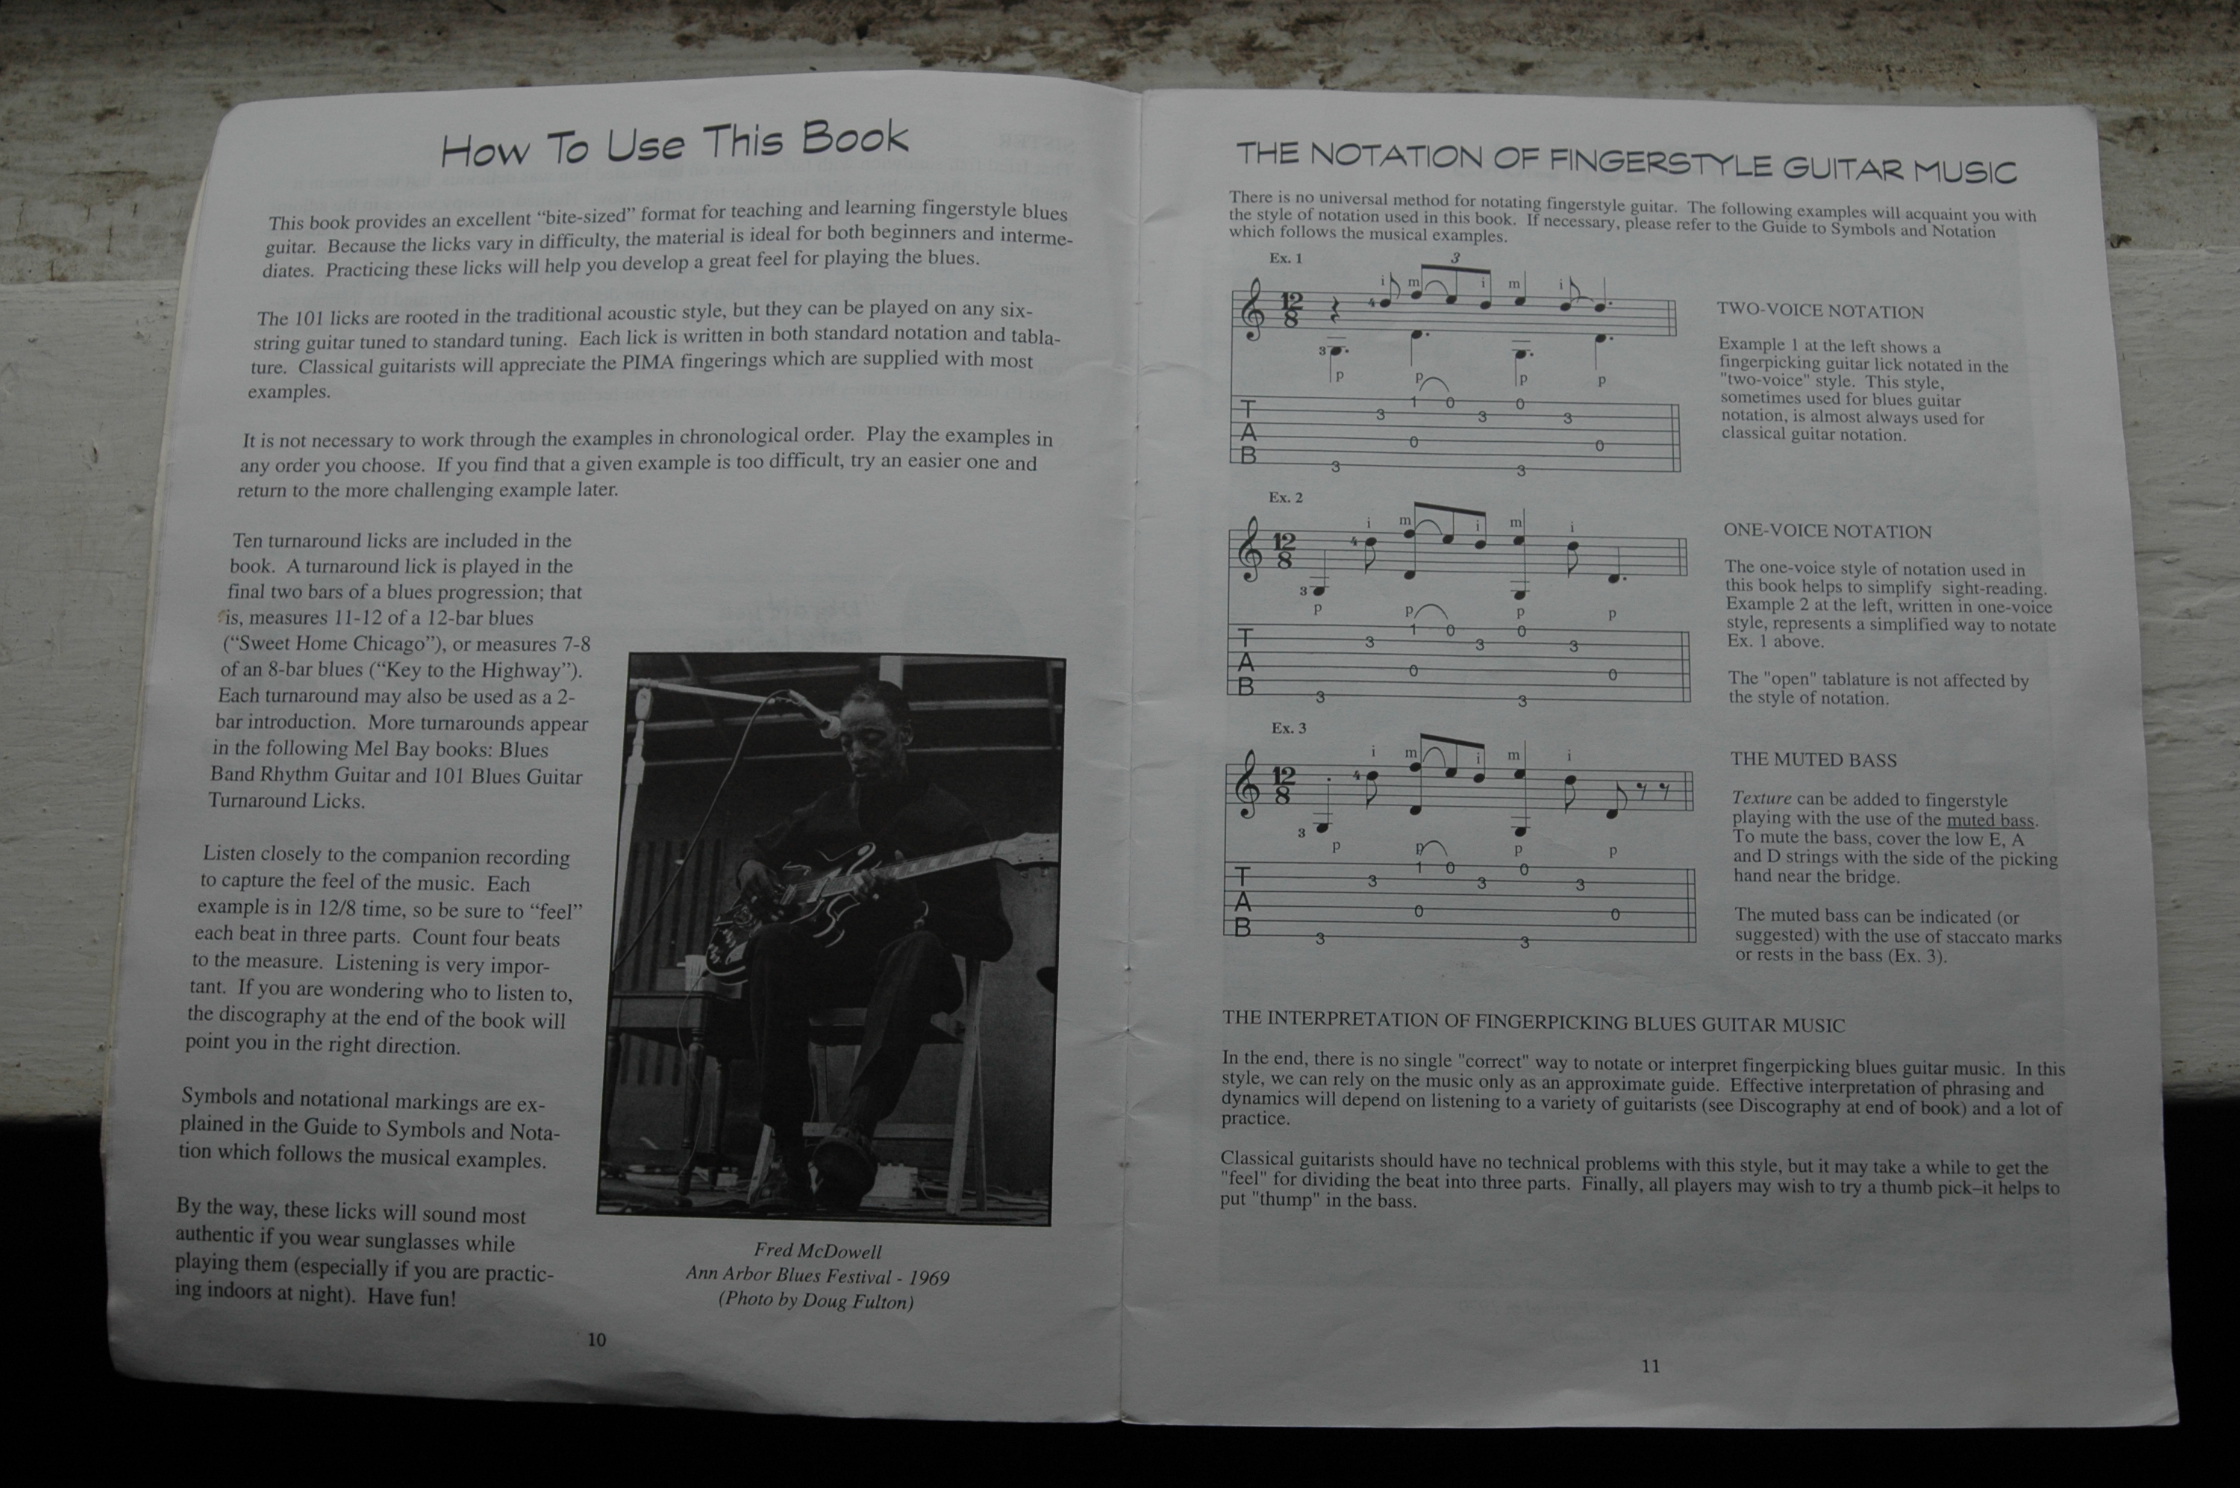 How To Use This Book
This book provides an excellent “bite-sized” format for teaching and learning fingerstyle blues
guitar. Because the licks vary in difficulty, the material is ideal for both beginners and interme-
diates. Practicing these licks will help you develop a great feel for playing the blues.
The 101 licks are rooted in the traditional acoustic style, but they can be played on any six-
string guitar tuned to standard tuning. Each lick is written in both standard notation and tabla-
ture. Classical guitarists will appreciate the PIMA fingerings which are supplied with most
examples.
It is not necessary to work through the examples in chronological order. Play the examples in
any order you choose. If you find that a given example is too difficult, try an easier one and
return to the more challenging example later.
Ten turnaround licks are included in the
book. A turnaround lick is played in the
final two bars of a blues progression; that
is, measures 11-12 of a 12-bar blues
(“Sweet Home Chicago”), or measures 7-8
of an 8-bar blues (“Key to the Highway”).
Each turnaround may also be used as a 2-
bar introduction. More turnarounds appear
in the following Mel Bay books: Blues
Band Rhythm Guitar and 101 Blues Guitar
Turnaround Licks.
Listen closely to the companion recording
to capture the feel of the music. Each
example is in 12/8 time, so be sure to “feel”
each beat in three parts. Count four beats
to the measure. Listening is very impor-
tant. If you are wondering who to listen to,
the discography at the end of the book will
point you in the right direction.
Symbols and notational markings are ex-
plained in the Guide to Symbols and Nota-
tion which follows the musical examples.
By the way, these licks will sound most
authentic if you wear sunglasses while
playing them (especially if you are practic-
ing indoors at night). Have fun!
Fred McDowell
Ann Arbor Blues Festival - 1969
(Photo by Doug Fulton)
10
THE NOTATION OF FINGERSTYLE GUITAR MUSIC
There is no universal method for notating fingerstyle guitar. The following examples will acquaint you with
the style of notation used in this book. If necessary, please refer to the Guide to Symbols and Notation
which follows the musical examples.
Ex. 1
i m i m i
3
12
8
3 4
p p p p
T
A
B
3 3 1 0 0 3 3 0 3 0
TWO-VOICE NOTATION
Example 1 at the left shows a
fingerpicking guitar lick notated in the
"two-voice" style. This style,
sometimes used for blues guitar
notation, is almost always used for
classical guitar notation.
Ex. 2
i m i m i
12
8
3 4
p p p p
T
A
B
3 3 1 0 0 3 3 0 3 0
ONE-VOICE NOTATION
The one-voice style of notation used in
this book helps to simplify sight-reading.
Example 2 at the left, written in one-voice
style, represents a simplified way to notate
Ex. 1 above.
The "open" tablature is not affected by
the style of notation.
Ex. 3
i m i m i
12
8
3 4
p p p p
T
A
B
3 3 1 0 0 3 3 0 3 0
THE MUTED BASS
Texture can be added to fingerstyle
playing with the use of the muted bass.
To mute the bass, cover the low E, A
and D strings with the side of the picking
hand near the bridge.
The muted bass can be indicated (or
suggested) with the use of staccato marks
or rests in the bass (Ex. 3).
THE INTERPRETATION OF FINGERPICKING BLUES GUITAR MUSIC
In the end, there is no single "correct" way to notate or interpret fingerpicking blues guitar music. In this
style, we can rely on the music only as an approximate guide. Effective interpretation of phrasing and
dynamics will depend on listening to a variety of guitarists (see Discography at end of book) and a lot of
practice.
Classical guitarists should have no technical problems with this style, but it may take a while to get the
"feel" for dividing the beat into three parts. Finally, all players may wish to try a thumb pick–it helps to
put "thump" in the bass.
11